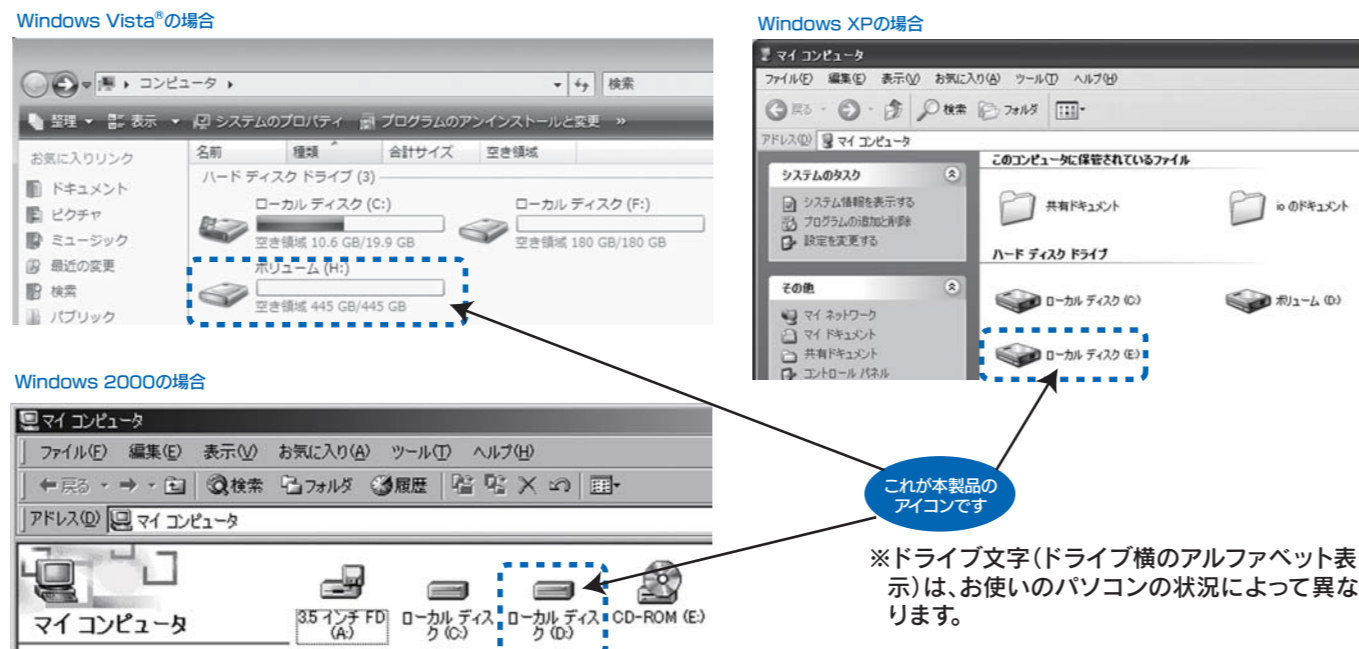 Windows Vista®の場合
コンピュータ
検索
整理 表示 システムのプロパティ プログラムのアンインストールと変更 »
お気に入りリンク
ドキュメント
ピクチャ
ミュージック
最近の変更
検索
パブリック
名前 種類 合計サイズ 空き領域
ハード ディスク ドライブ (3)
ローカル ディスク (C:)
空き領域 10.6 GB/19.9 GB
ローカル ディスク (F:)
空き領域 180 GB/180 GB
ボリューム (H:)
空き領域 445 GB/445 GB
Windows XPの場合
マイ コンピュータ
ファイル(F) 編集(E) 表示(V) お気に入り(A) ツール(T) ヘルプ(H)
戻る 検索 フォルダ
アドレス(D) マイ コンピュータ
システムのタスク
システム情報を表示する
プログラムの追加と削除
設定を変更する
その他
マイ ネットワーク
マイ ドキュメント
共有ドキュメント
コントロール パネル
このコンピュータに保管されているファイル
共有ドキュメント
io のドキュメント
ハード ディスク ドライブ
ローカル ディスク (C:)
ボリューム (D:)
ローカル ディスク (E:)
Windows 2000の場合
マイ コンピュータ
ファイル(F) 編集(E) 表示(V) お気に入り(A) ツール(T) ヘルプ(H)
戻る 検索 フォルダ 履歴
アドレス(D) マイ コンピュータ
マイ コンピュータ
3.5 インチ FD
(A:)
ローカル ディス
ク (C:)
ローカル ディス
ク (D:)
CD-ROM (E:)
これが本製品の
アイコンです
※ドライブ文字(ドライブ横のアルファベット表
示)は、お使いのパソコンの状況によって異な
ります。